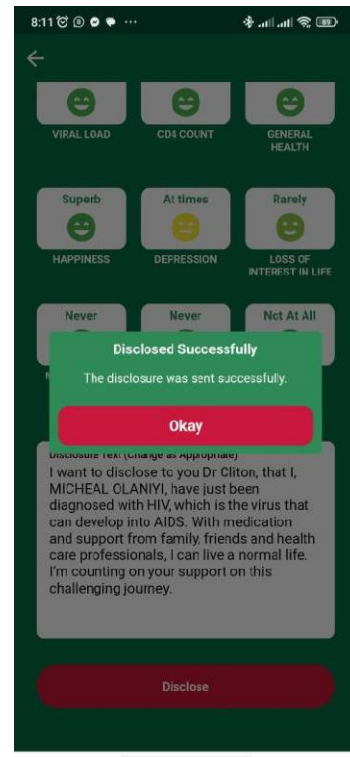 8:11
89
VIRAL LOAD CD4 COUNT GENERAL
HEALTH
Superb At times Rarely
HAPPINESS DEPRESSION LOSS OF
INTEREST IN LIFE
Never Never Not At All
Disclosed Successfully
The disclosure was sent successfully.
Okay
Disclosure Text (Change as Appropriate)
I want to disclose to you Dr Cliton, that I,
MICHEAL OLANIYI, have just been
diagnosed with HIV, which is the virus that
can develop into AIDS. With medication
and support from family, friends and health
care professionals, I can live a normal life.
I'm counting on your support on this
challenging journey.
Disclose